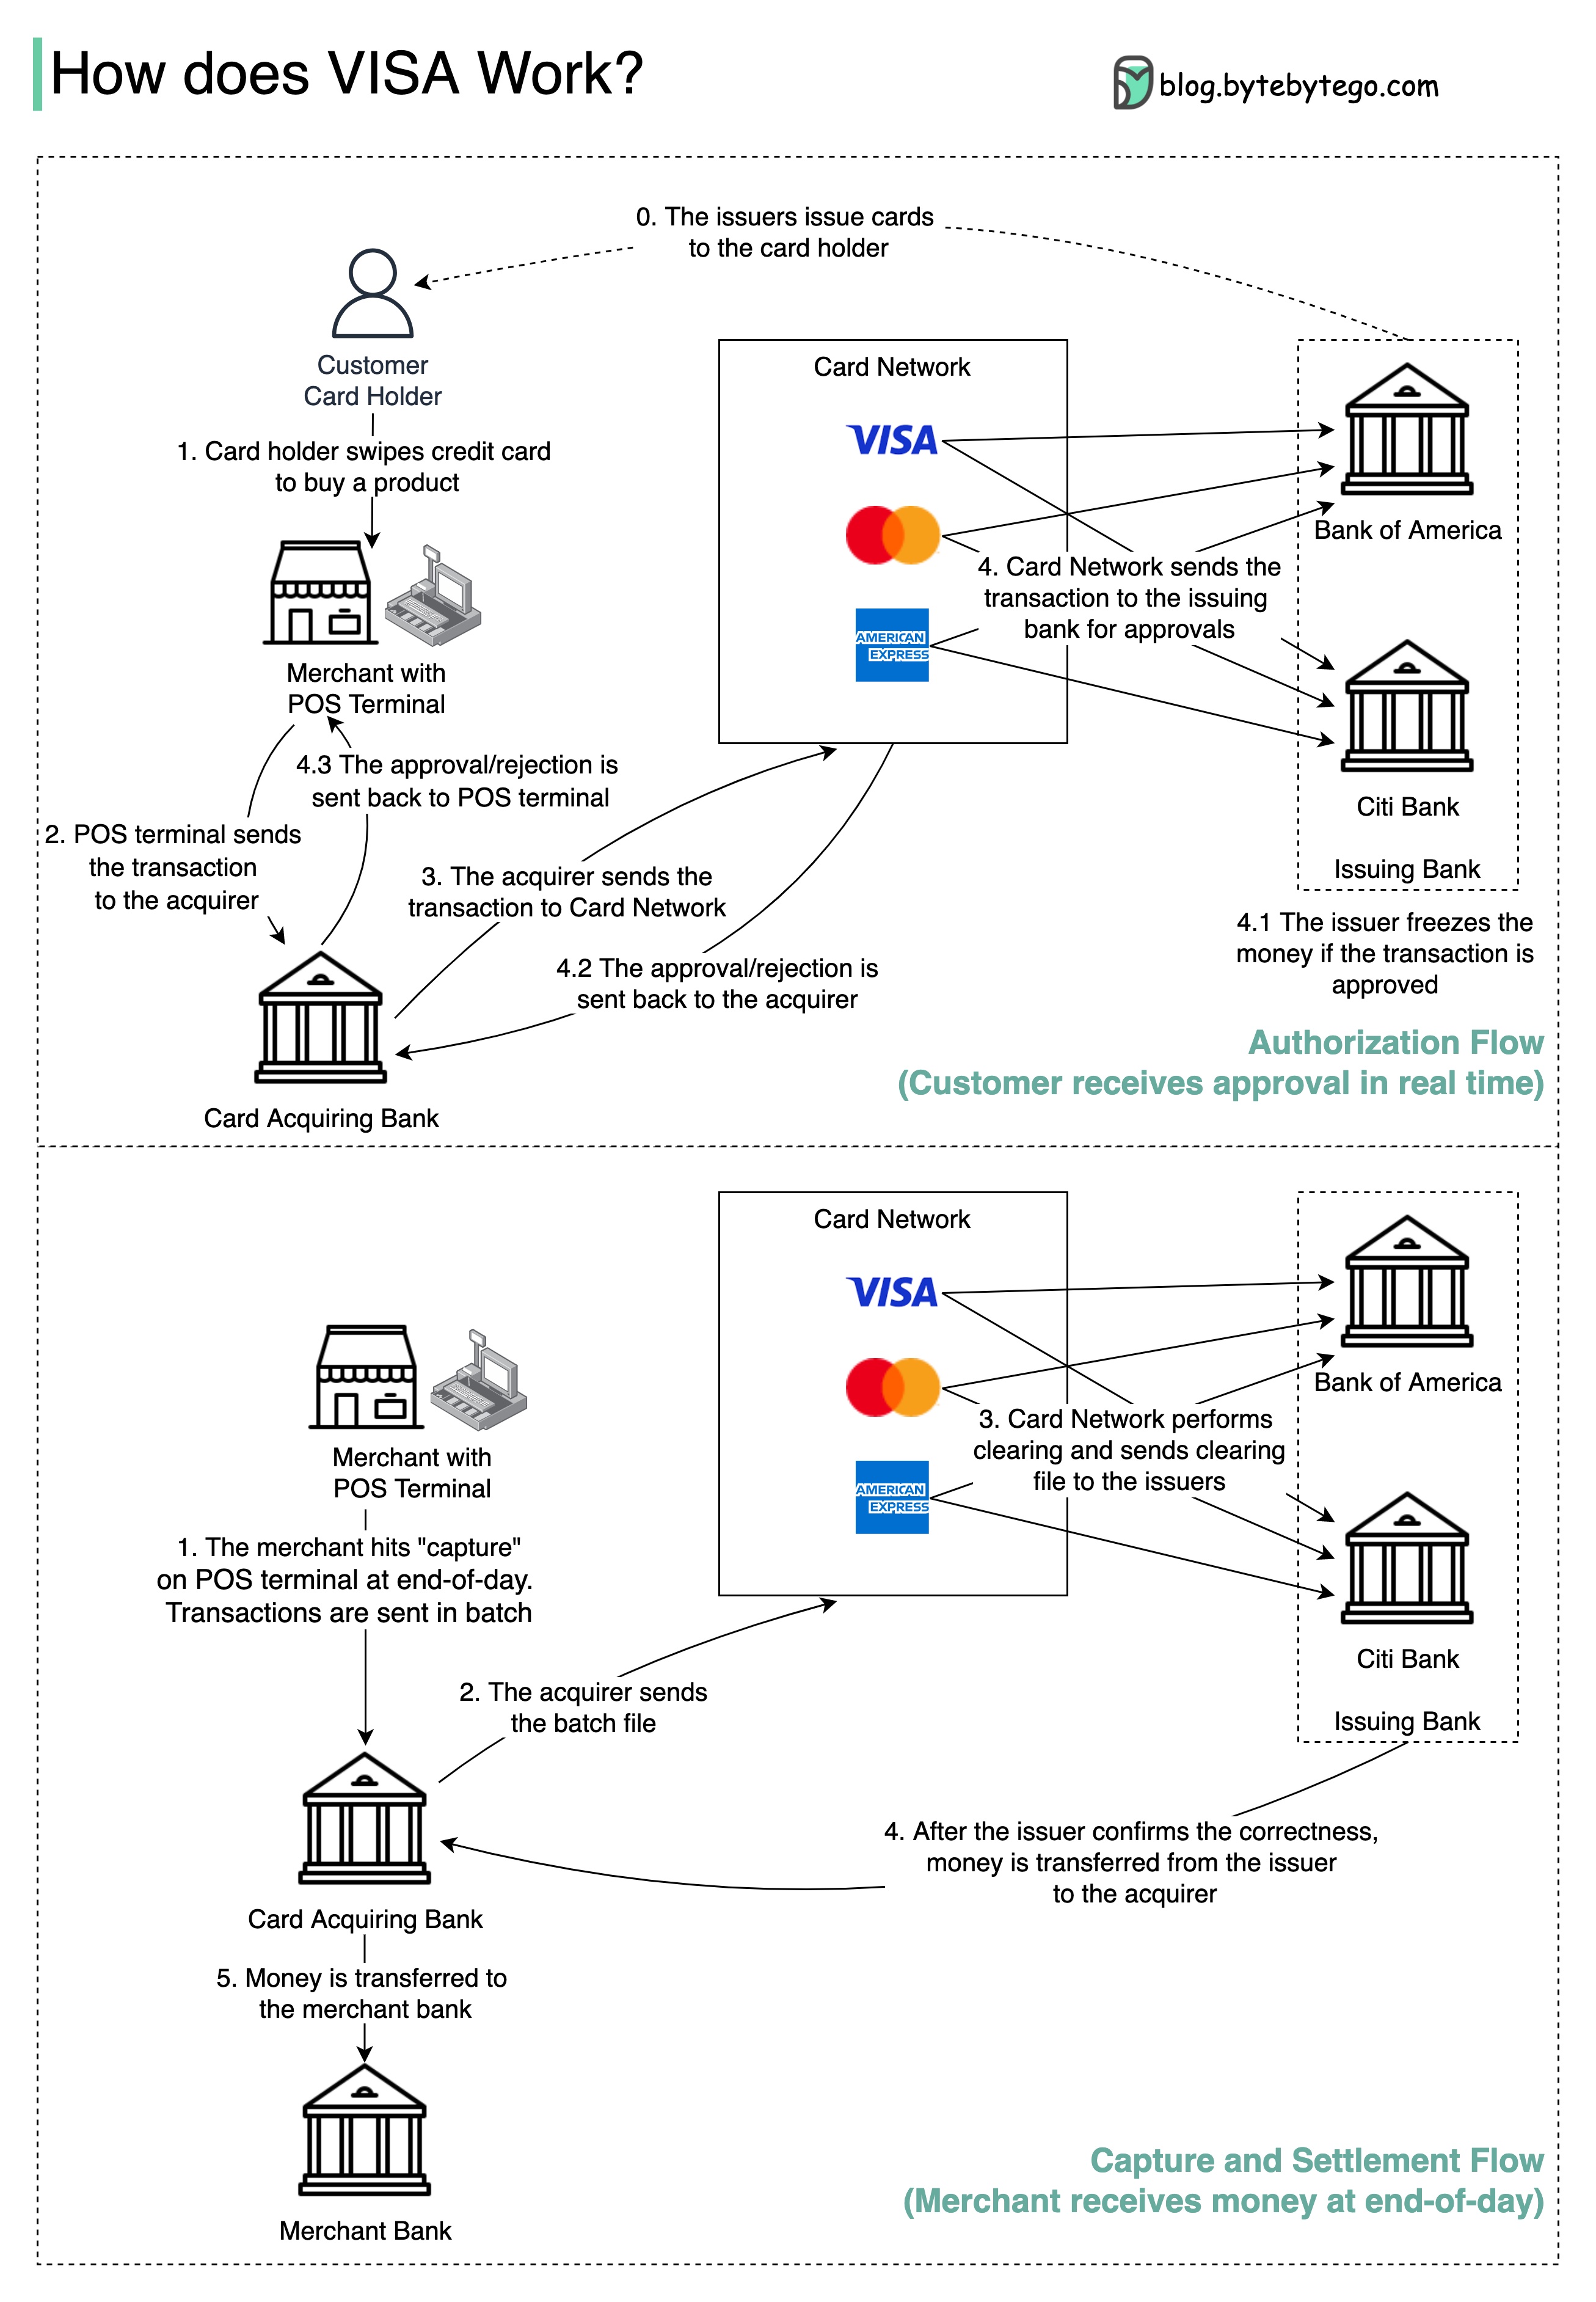 How does VISA Work?
blog.bytebytego.com
0. The issuers issue cards
to the card holder
Customer
Card Holder
1. Card holder swipes credit card
to buy a product
Merchant with
POS Terminal
Card Network
VISA
AMERICAN
EXPRESS
4. Card Network sends the
transaction to the issuing
bank for approvals
Bank of America
Citi Bank
Issuing Bank
4.3 The approval/rejection is
sent back to POS terminal
2. POS terminal sends
the transaction
to the acquirer
3. The acquirer sends the
transaction to Card Network
4.2 The approval/rejection is
sent back to the acquirer
4.1 The issuer freezes the
money if the transaction is
approved
Card Acquiring Bank
Authorization Flow
(Customer receives approval in real time)
Card Network
VISA
AMERICAN
EXPRESS
3. Card Network performs
clearing and sends clearing
file to the issuers
Bank of America
Citi Bank
Issuing Bank
Merchant with
POS Terminal
1. The merchant hits "capture"
on POS terminal at end-of-day.
Transactions are sent in batch
2. The acquirer sends
the batch file
4. After the issuer confirms the correctness,
money is transferred from the issuer
to the acquirer
Card Acquiring Bank
5. Money is transferred to
the merchant bank
Merchant Bank
Capture and Settlement Flow
(Merchant receives money at end-of-day)